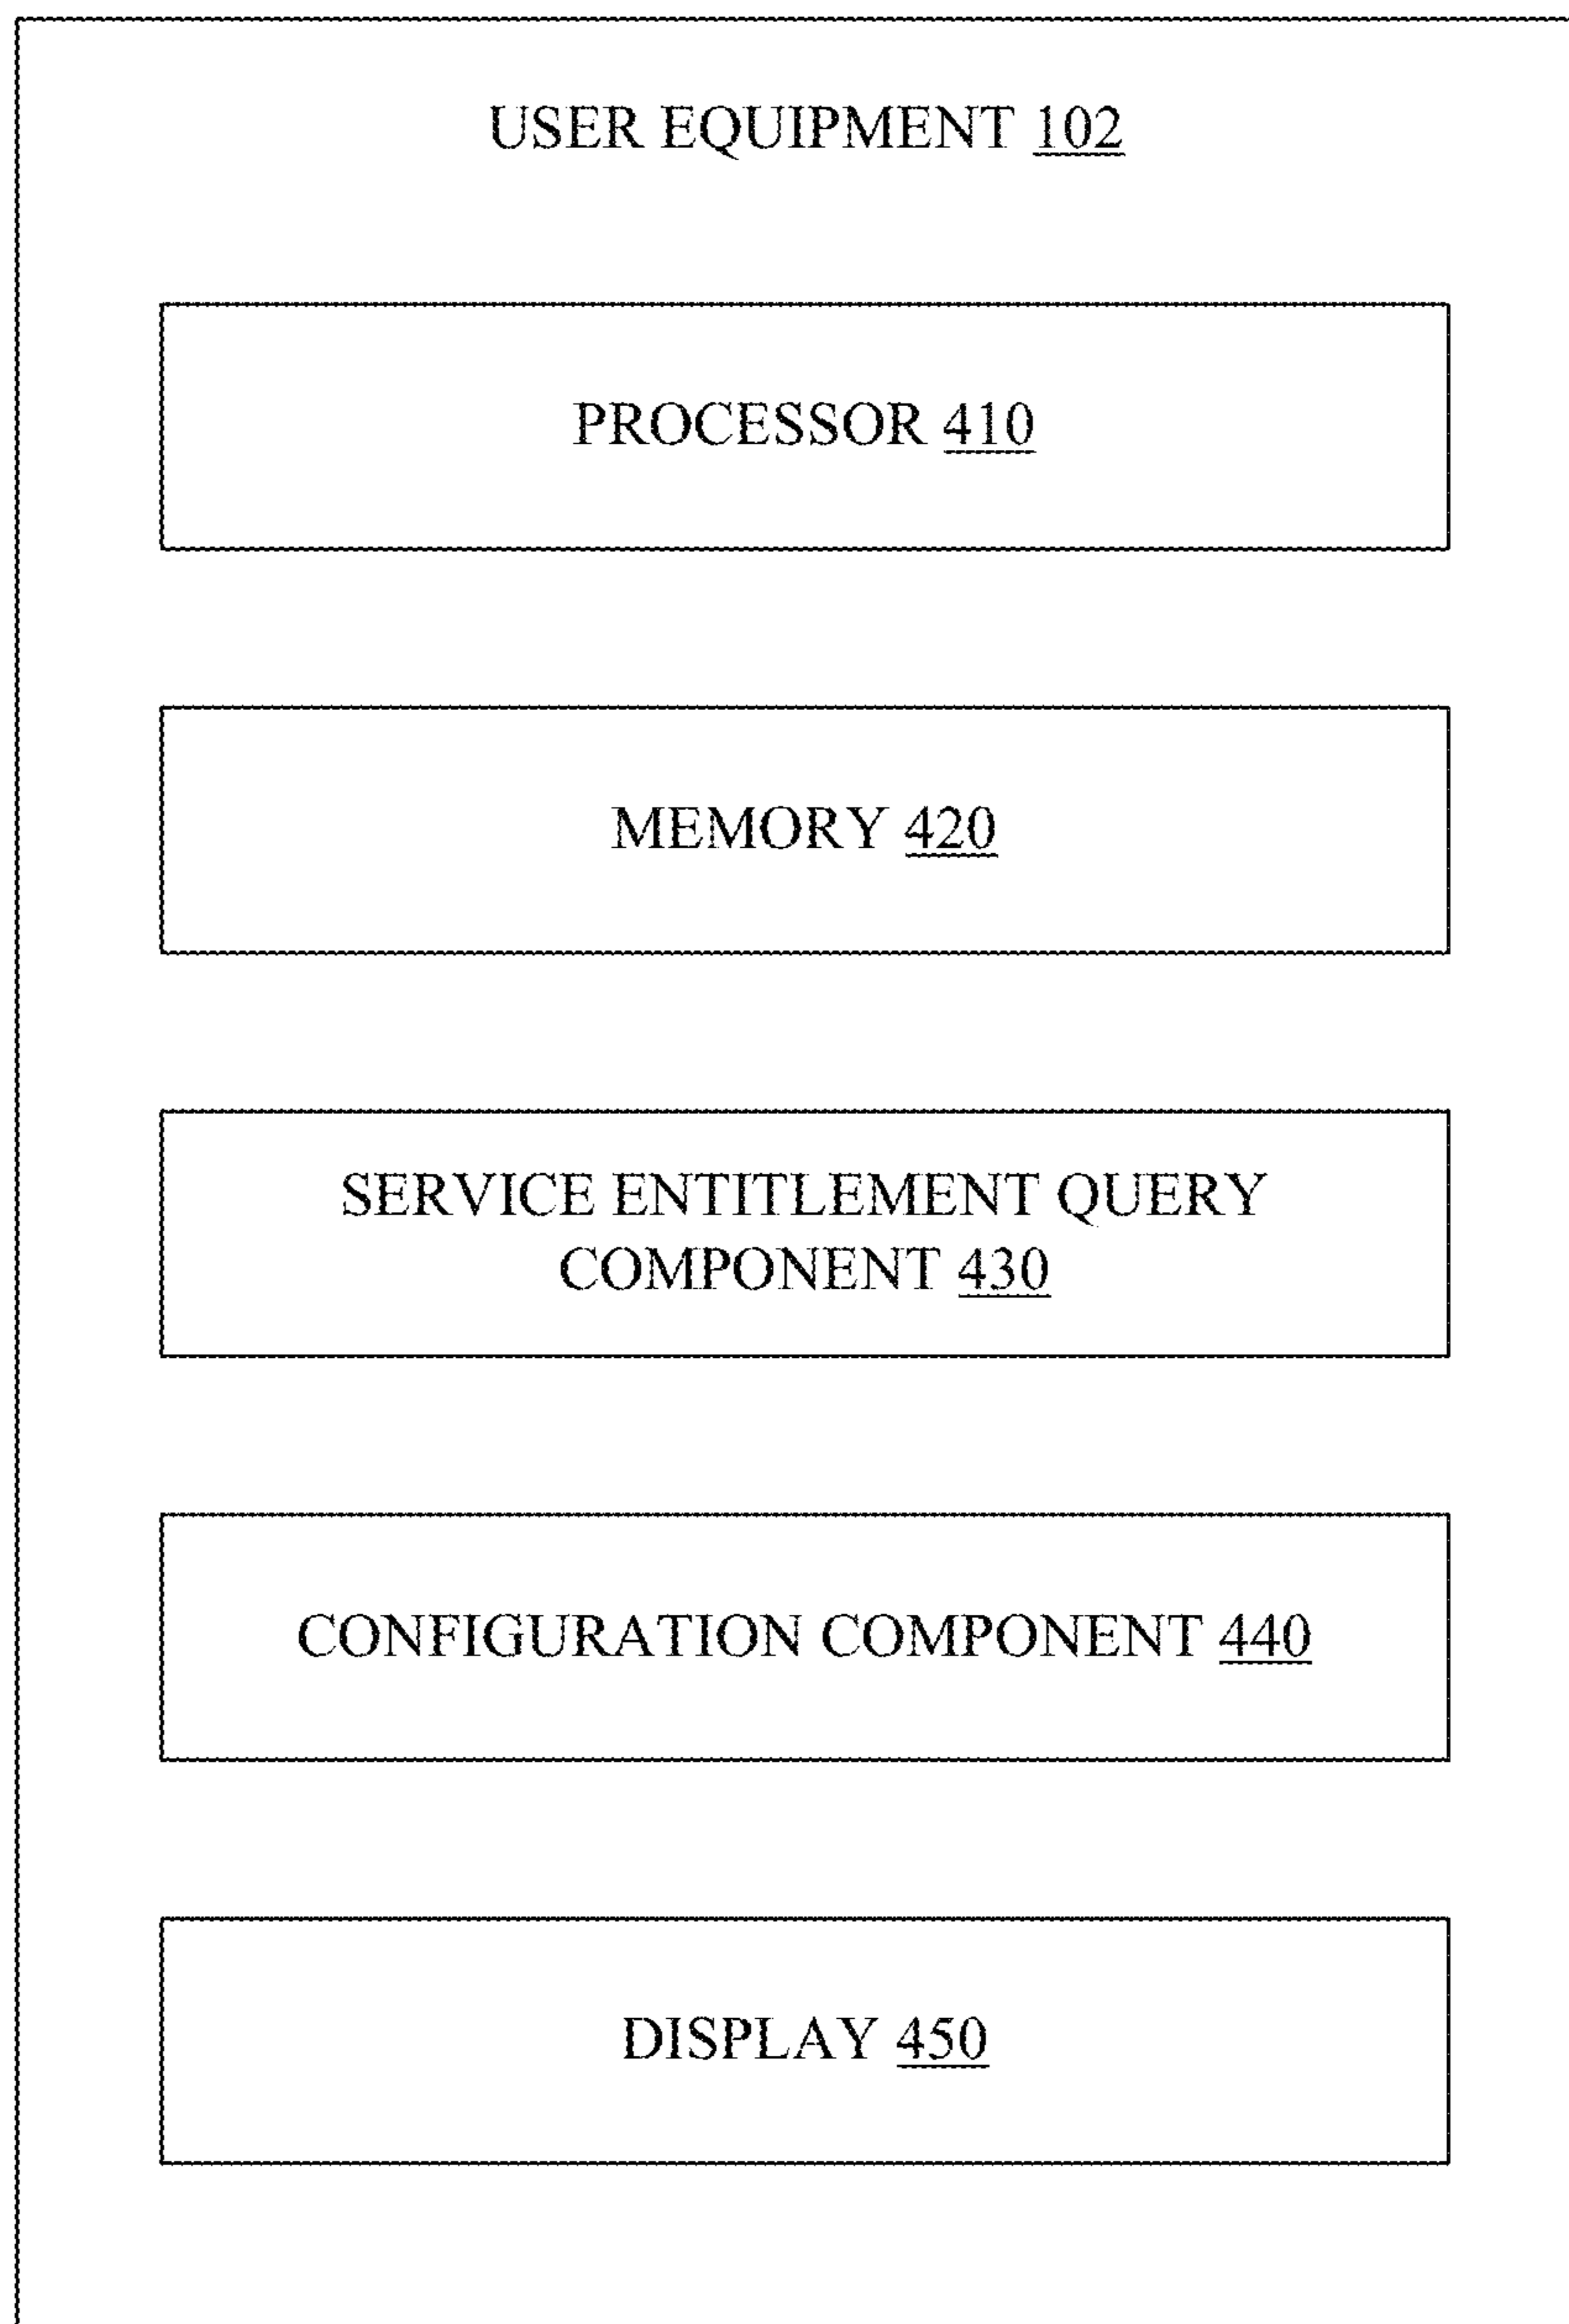 USER EQUIPMENT 102
PROCESSOR 410
MEMORY 420
SERVICE ENTITLEMENT QUERY
COMPONENT 430
CONFIGURATION COMPONENT 440
DISPLAY 450